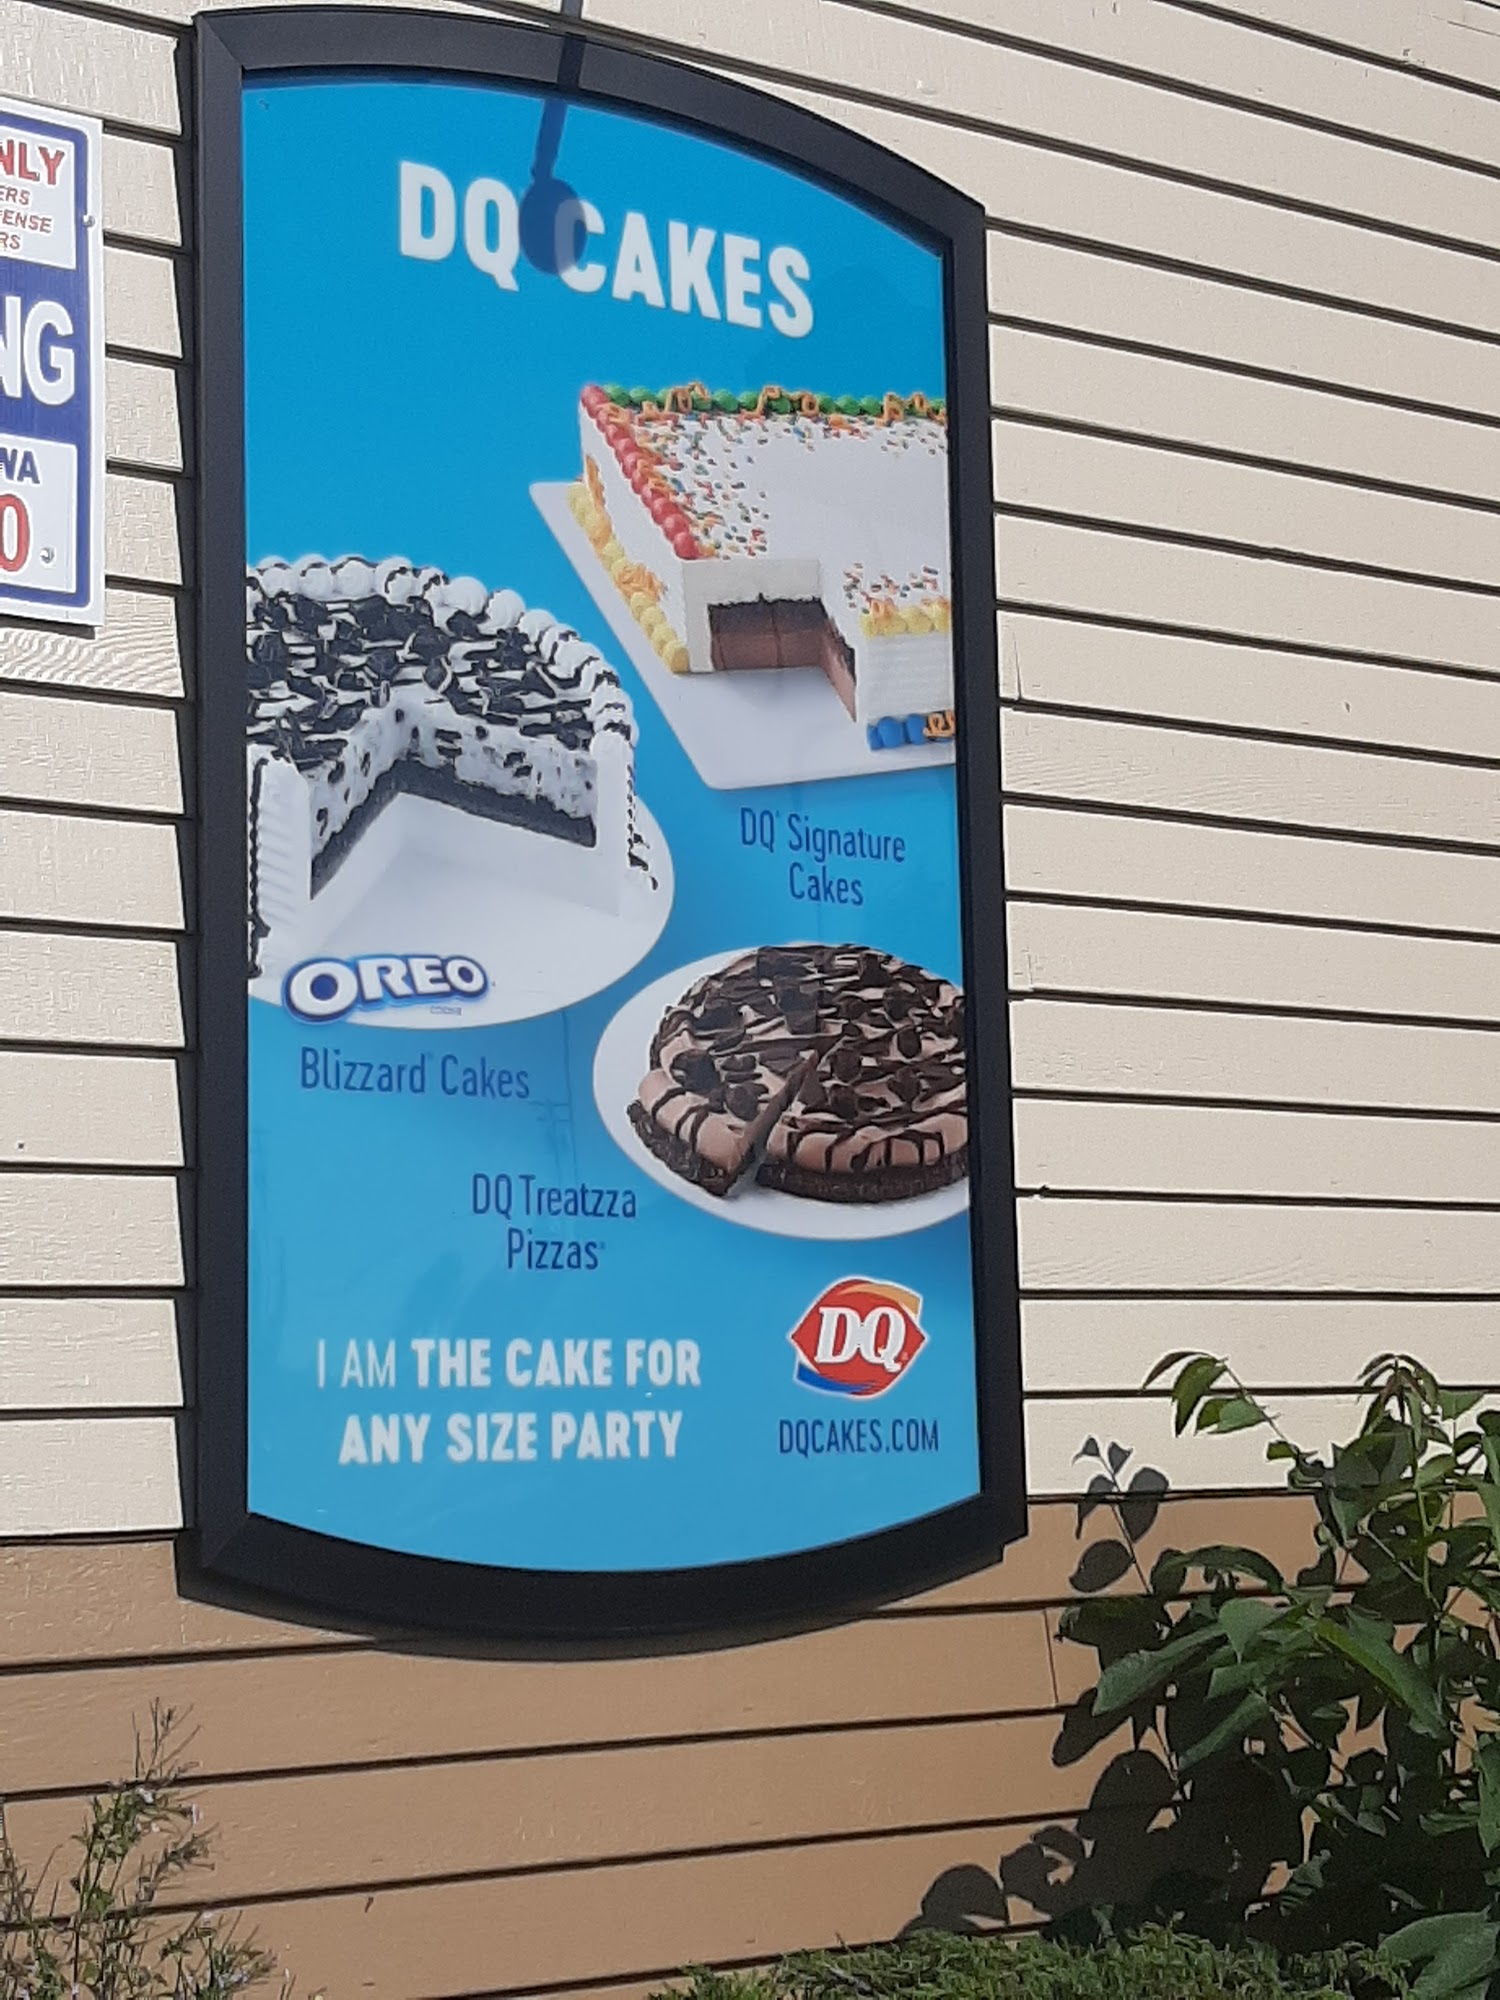 NLY
ERS
ENSE
RS
NG
WA
0
DQ CAKES
DQ® Signature
Cakes
OREO
Blizzard® Cakes
DQ Treatzza
Pizzas®
I AM THE CAKE FOR
ANY SIZE PARTY
DQ
DQCAKES.COM